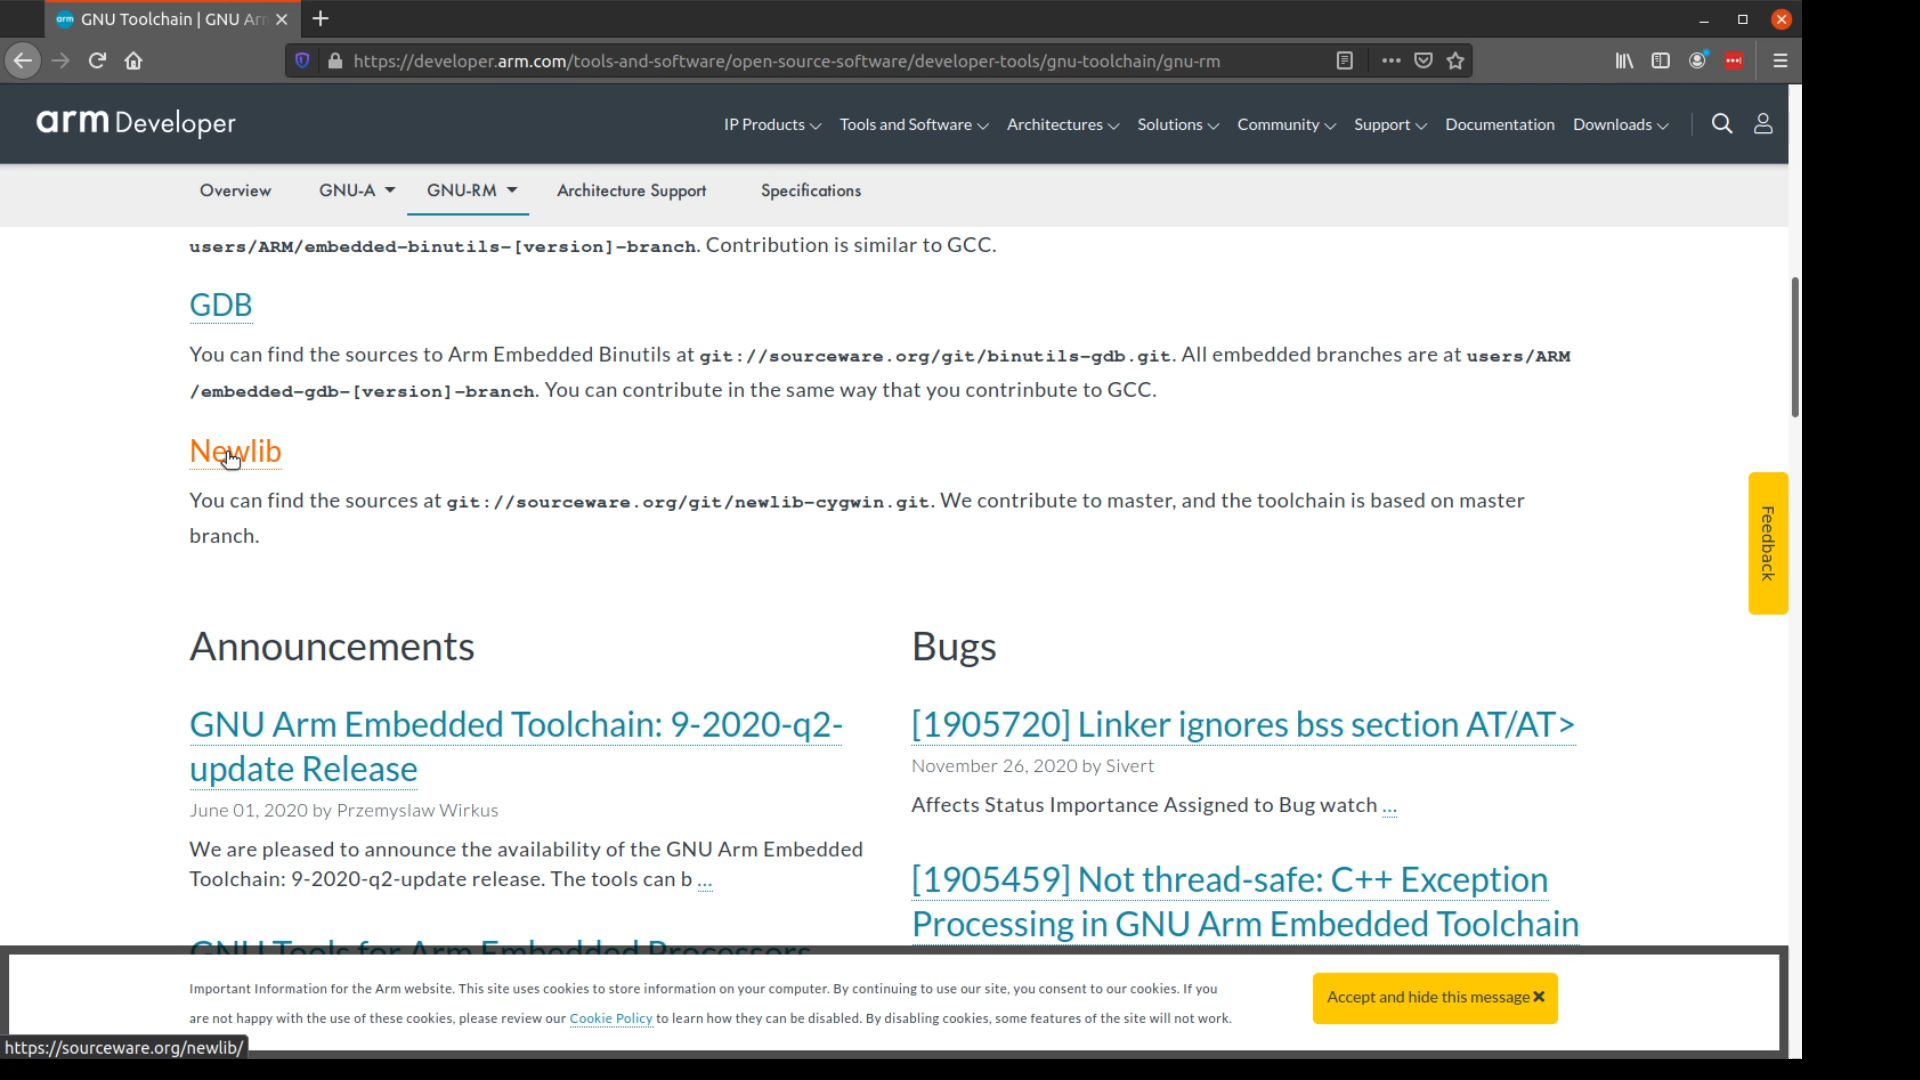 GNU Toolchain | GNU Ar
https://developer.arm.com/tools-and-software/open-source-software/developer-tools/gnu-toolchain/gnu-rm
arm Developer
IP Products Tools and Software Architectures Solutions Community Support Documentation Downloads
Overview GNU-A GNU-RM Architecture Support Specifications
users/ARM/embedded-binutils-[version]-branch. Contribution is similar to GCC.
GDB
You can find the sources to Arm Embedded Binutils at git://sourceware.org/git/binutils-gdb.git. All embedded branches are at users/ARM
/embedded-gdb-[version]-branch. You can contribute in the same way that you contrinbute to GCC.
Newlib
You can find the sources at git://sourceware.org/git/newlib-cygwin.git. We contribute to master, and the toolchain is based on master
branch.
Feedback
Announcements
GNU Arm Embedded Toolchain: 9-2020-q2-
update Release
June 01, 2020 by Przemyslaw Wirkus
We are pleased to announce the availability of the GNU Arm Embedded
Toolchain: 9-2020-q2-update release. The tools can b ...
GNU Tools for Arm Embedded Processors
Bugs
[1905720] Linker ignores bss section AT/AT>
November 26, 2020 by Sivert
Affects Status Importance Assigned to Bug watch ...
[1905459] Not thread-safe: C++ Exception
Processing in GNU Arm Embedded Toolchain
Important Information for the Arm website. This site uses cookies to store information on your computer. By continuing to use our site, you consent to our cookies. If you
are not happy with the use of these cookies, please review our Cookie Policy to learn how they can be disabled. By disabling cookies, some features of the site will not work.
Accept and hide this message
https://sourceware.org/newlib/